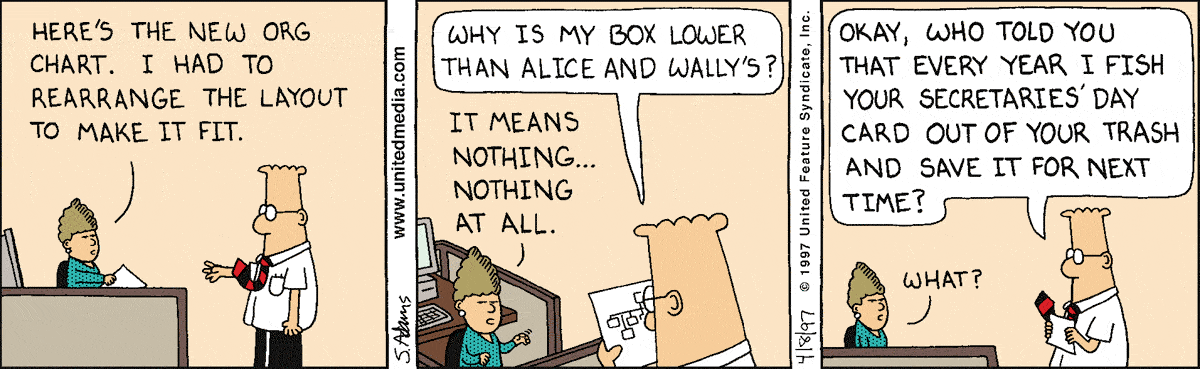 HERE'S THE NEW ORG
CHART. I HAD TO
REARRANGE THE LAYOUT
TO MAKE IT FIT.
www.unitedmedia.com
S. Adams
WHY IS MY BOX LOWER
THAN ALICE AND WALLY'S?
IT MEANS
NOTHING...
NOTHING
AT ALL.
4/8/97 © 1997 United Feature Syndicate, Inc.
OKAY, WHO TOLD YOU
THAT EVERY YEAR I FISH
YOUR SECRETARIES' DAY
CARD OUT OF YOUR TRASH
AND SAVE IT FOR NEXT
TIME?
WHAT?